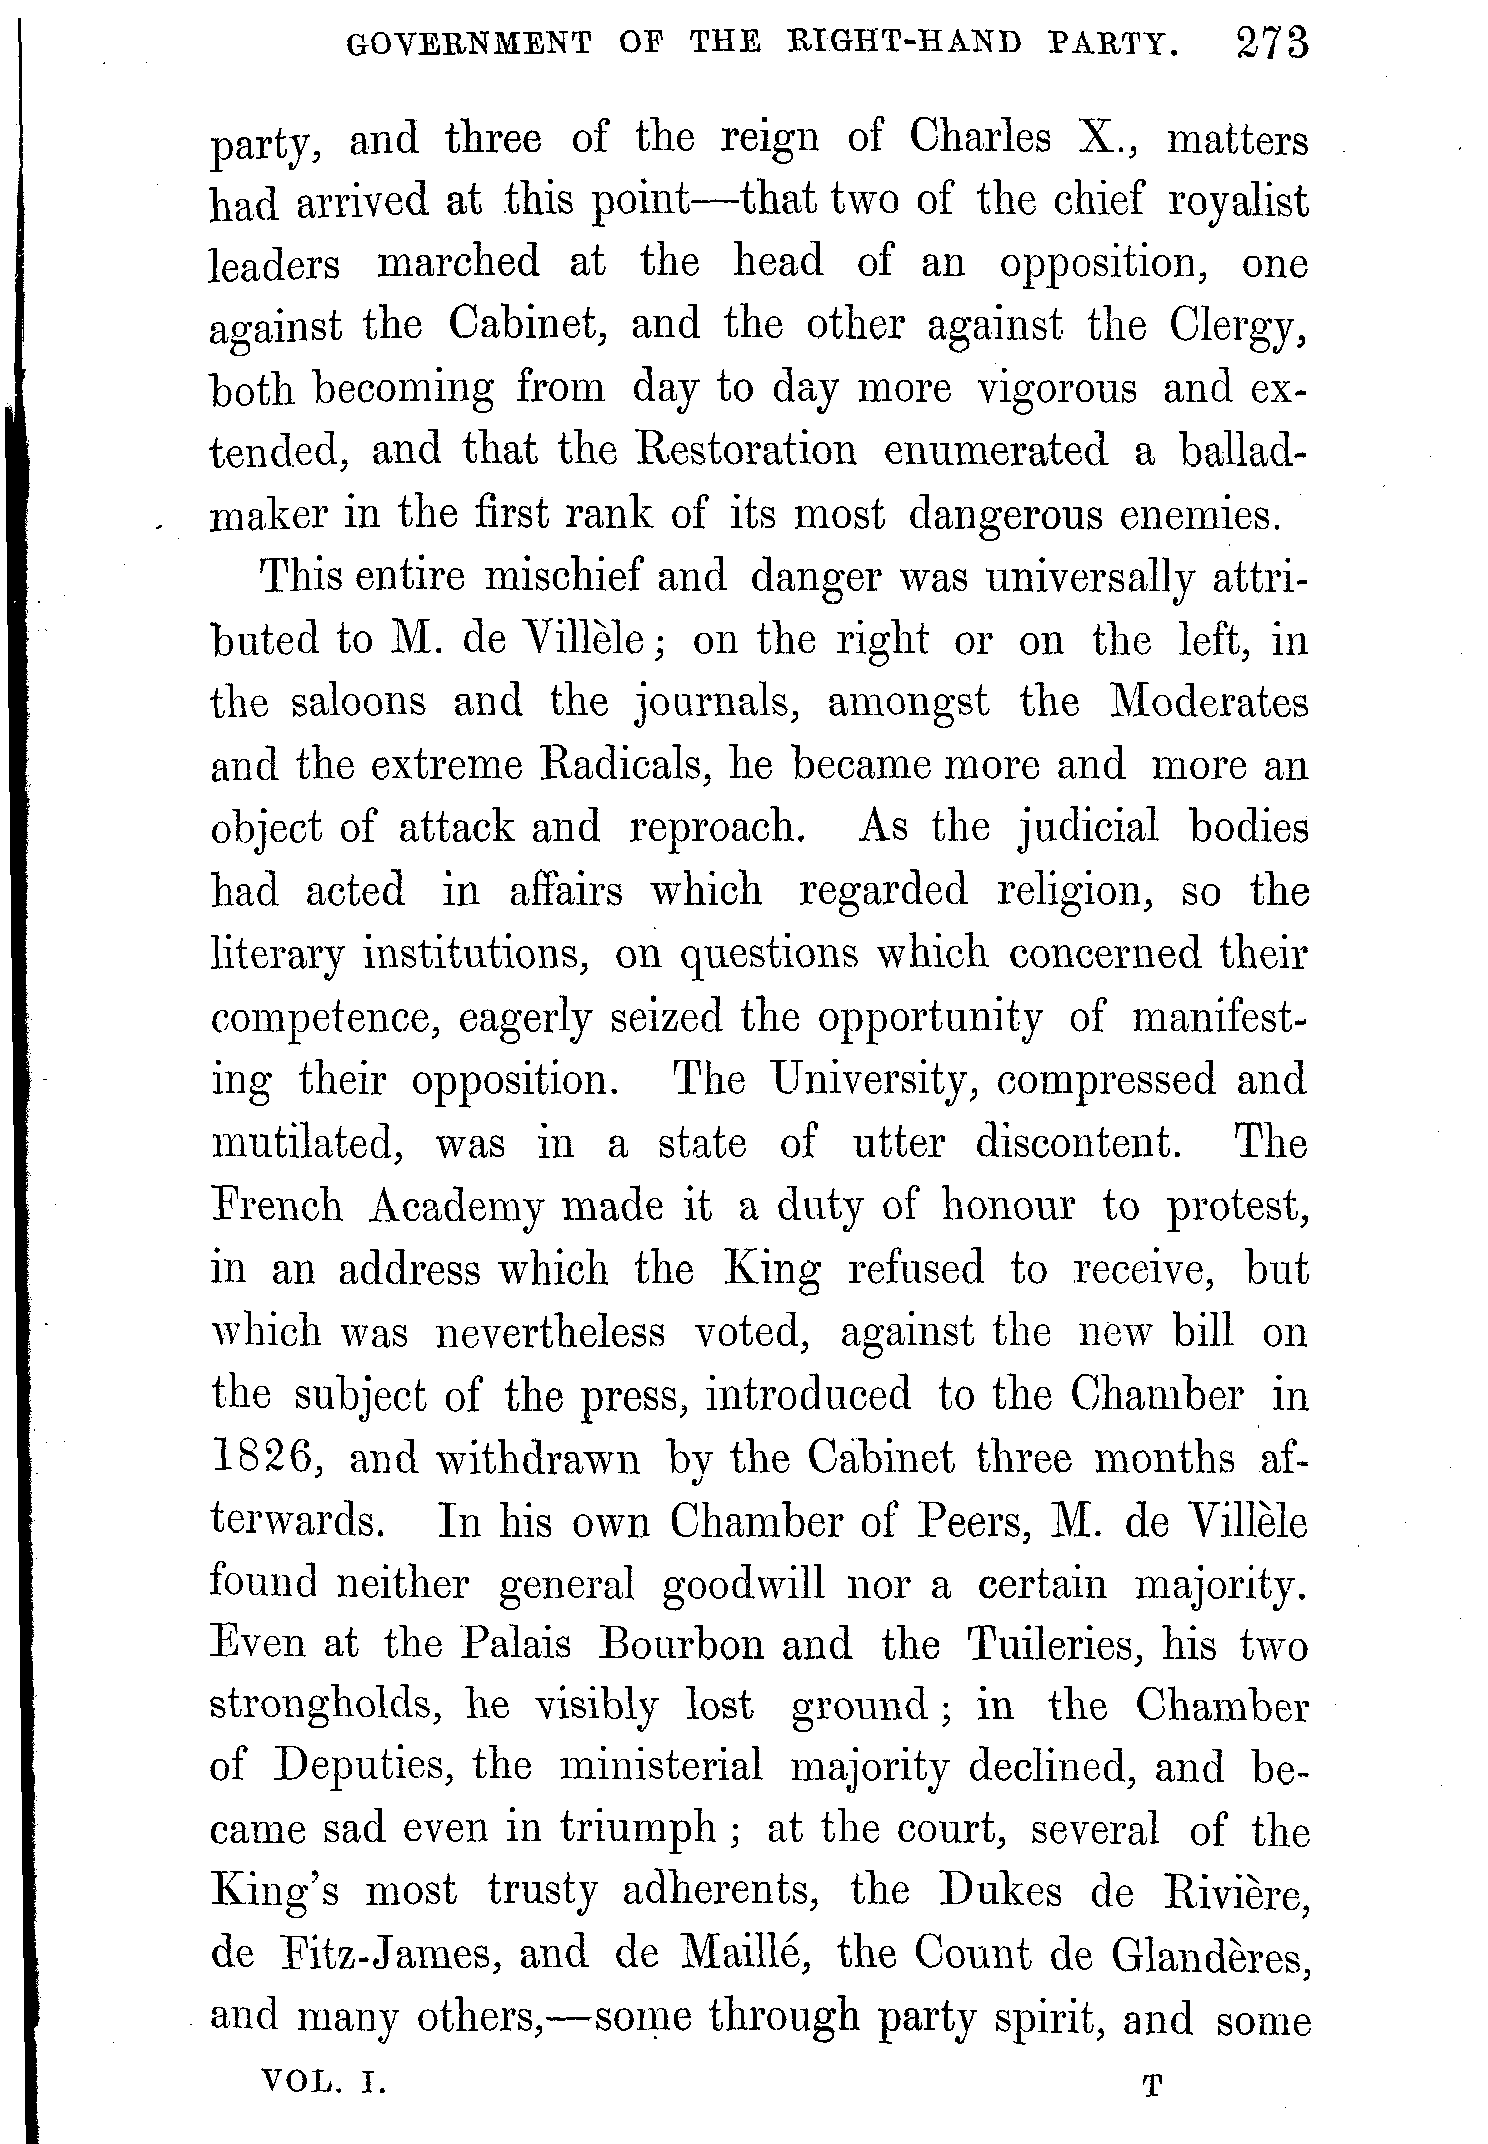 GOVERNMENT OF THE RIGHT-HAND PARTY. 273
party, and three of the reign of Charles X., matters
had arrived at this point—that two of the chief royalist
leaders marched at the head of an opposition, one
against the Cabinet, and the other against the Clergy,
both becoming from day to day more vigorous and ex-
tended, and that the Restoration enumerated a ballad-
maker in the first rank of its most dangerous enemies.
This entire mischief and danger was universally attri-
buted to M. de Villèle; on the right or on the left, in
the saloons and the journals, amongst the Moderates
and the extreme Radicals, he became more and more an
object of attack and reproach. As the judicial bodies
had acted in affairs which regarded religion, so the
literary institutions, on questions which concerned their
competence, eagerly seized the opportunity of manifest-
ing their opposition. The University, compressed and
mutilated, was in a state of utter discontent. The
French Academy made it a duty of honour to protest,
in an address which the King refused to receive, but
which was nevertheless voted, against the new bill on
the subject of the press, introduced to the Chamber in
1826, and withdrawn by the Cabinet three months af-
terwards. In his own Chamber of Peers, M. de Villèle
found neither general goodwill nor a certain majority.
Even at the Palais Bourbon and the Tuileries, his two
strongholds, he visibly lost ground; in the Chamber
of Deputies, the ministerial majority declined, and be-
came sad even in triumph; at the court, several of the
King's most trusty adherents, the Dukes de Rivière,
de Fitz-James, and de Maillé, the Count de Glandères,
and many others,—some through party spirit, and some
VOL. I. T